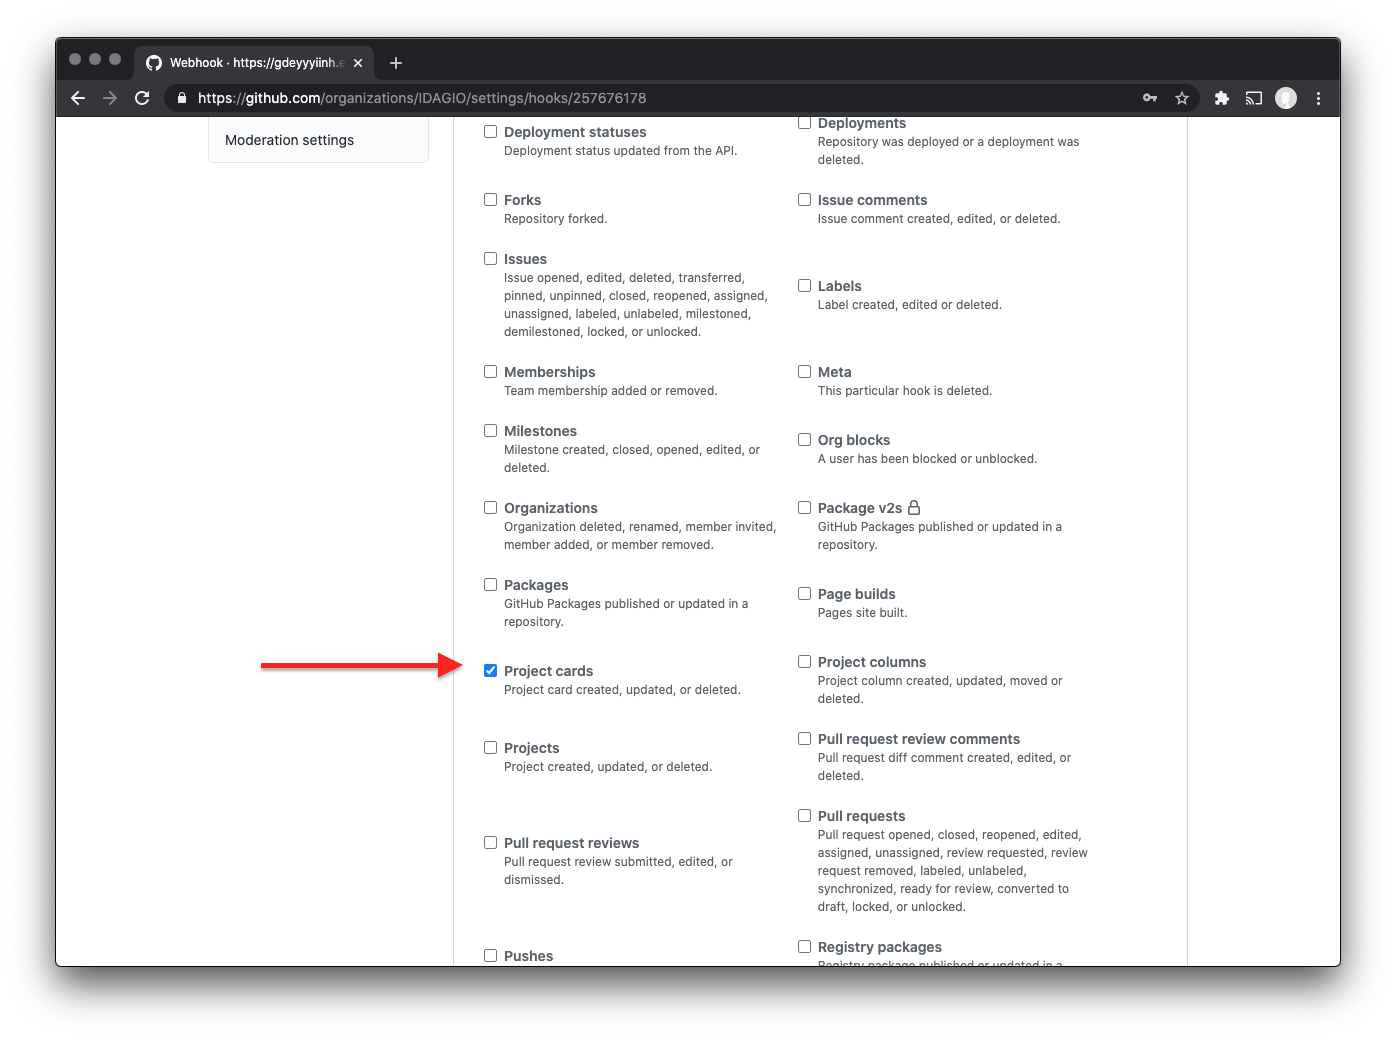 Webhook · https://gdeyyyiinh.e
https://github.com/organizations/IDAGIO/settings/hooks/257676178
Moderation settings
Deployment statuses
Deployment status updated from the API.
Deployments
Repository was deployed or a deployment was
deleted.
Forks
Repository forked.
Issue comments
Issue comment created, edited, or deleted.
Issues
Issue opened, edited, deleted, transferred,
pinned, unpinned, closed, reopened, assigned,
unassigned, labeled, unlabeled, milestoned,
demilestoned, locked, or unlocked.
Labels
Label created, edited or deleted.
Memberships
Team membership added or removed.
Meta
This particular hook is deleted.
Milestones
Milestone created, closed, opened, edited, or
deleted.
Org blocks
A user has been blocked or unblocked.
Organizations
Organization deleted, renamed, member invited,
member added, or member removed.
Package v2s
GitHub Packages published or updated in a
repository.
Packages
GitHub Packages published or updated in a
repository.
Page builds
Pages site built.
Project cards
Project card created, updated, or deleted.
Project columns
Project column created, updated, moved or
deleted.
Projects
Project created, updated, or deleted.
Pull request review comments
Pull request diff comment created, edited, or
deleted.
Pull request reviews
Pull request review submitted, edited, or
dismissed.
Pull requests
Pull request opened, closed, reopened, edited,
assigned, unassigned, review requested, review
request removed, labeled, unlabeled,
synchronized, ready for review, converted to
draft, locked, or unlocked.
Pushes
Registry packages
Registry package published or updated in a